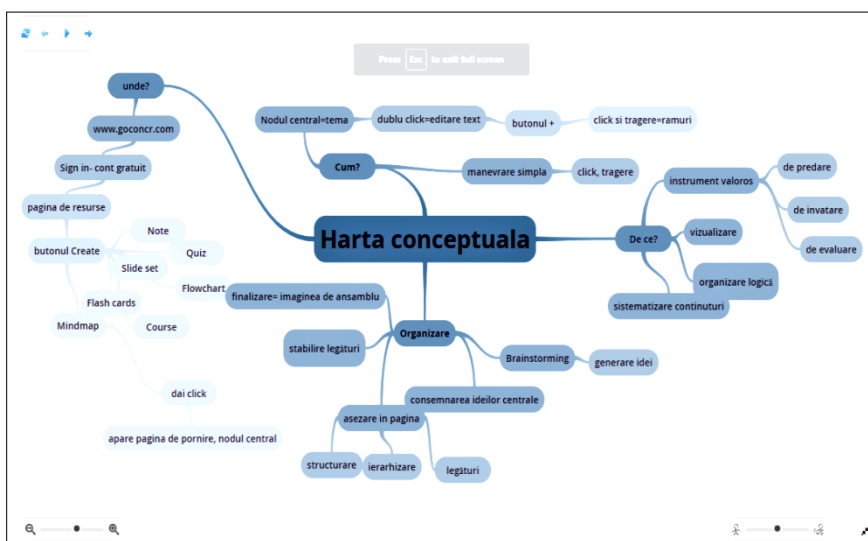 Press Esc to exit full screen
unde?
www.goconcr.com
Sign in- cont gratuit
pagina de resurse
butonul Create
Note
Quiz
Slide set
Flowchart
Flash cards
Course
Mindmap
dai click
apare pagina de pornire, nodul central
Nodul central=tema
dublu click=editare text
butonul +
click si tragere=ramuri
Cum?
manevrare simpla
click, tragere
Harta conceptuala
De ce?
instrument valoros
de predare
de invatare
de evaluare
vizualizare
organizare logică
sistematizare continuturi
Organizare
finalizare= imaginea de ansamblu
stabilire legături
Brainstorming
generare idei
consemnarea ideilor centrale
asezare in pagina
structurare
ierarhizare
legături